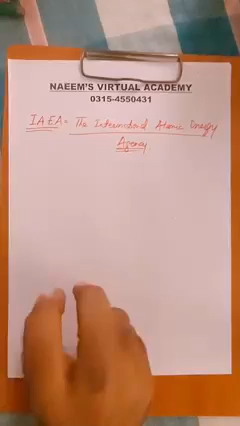 NAEEM'S VIRTUAL ACADEMY
0315-4550431
IAEA = The International Atomic Energy
Agency